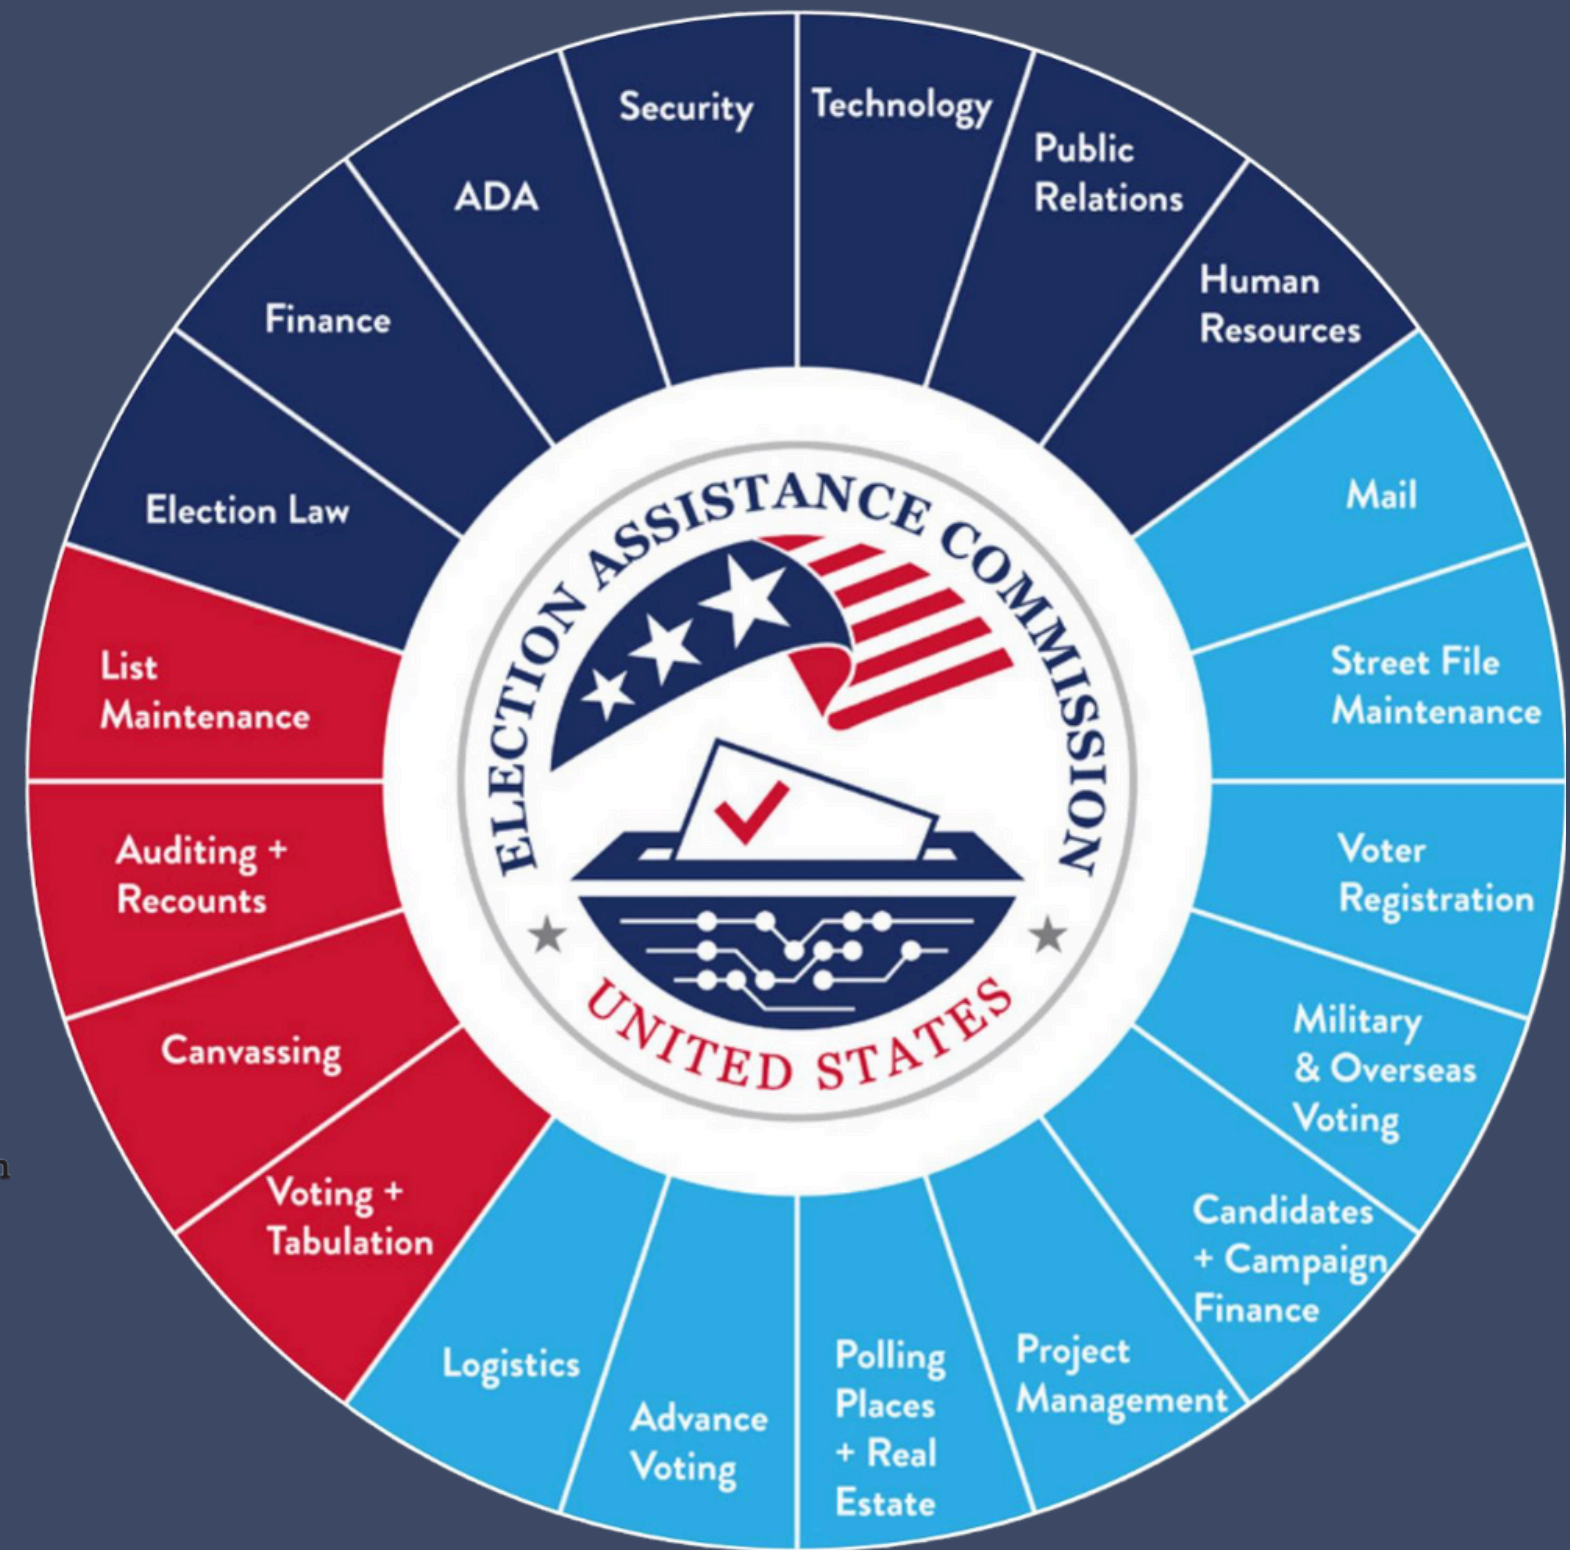 Security
Technology
Public
Relations
Human
Resources
Mail
Street File
Maintenance
Voter
Registration
Military
& Overseas
Voting
Candidates
+ Campaign
Finance
Project
Management
Polling
Places
+ Real
Estate
Advance
Voting
Logistics
Voting +
Tabulation
Canvassing
Auditing +
Recounts
List
Maintenance
Election Law
Finance
ADA
ELECTION ASSISTANCE COMMISSION
UNITED STATES